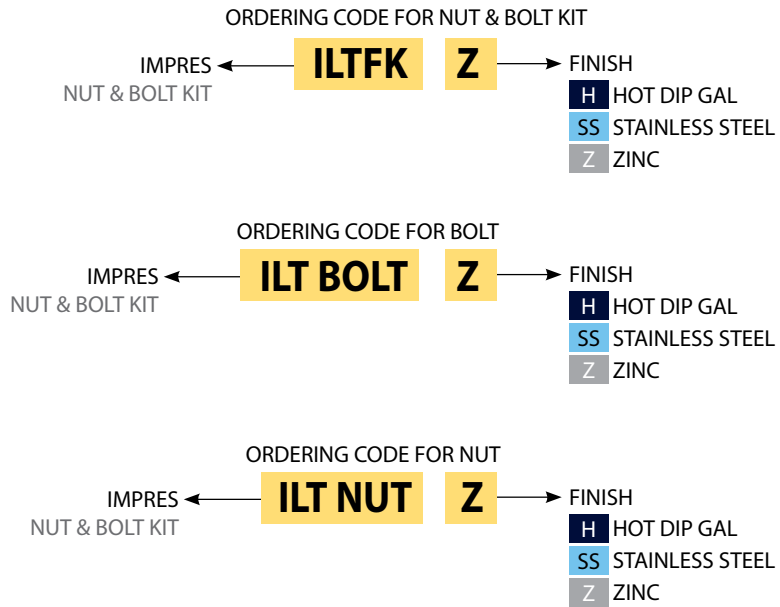 ORDERING CODE FOR NUT & BOLT KIT
IMPRES ILTFK Z FINISH
NUT & BOLT KIT H HOT DIP GAL
SS STAINLESS STEEL
Z ZINC
ORDERING CODE FOR BOLT
IMPRES ILT BOLT Z FINISH
NUT & BOLT KIT H HOT DIP GAL
SS STAINLESS STEEL
Z ZINC
ORDERING CODE FOR NUT
IMPRES ILT NUT Z FINISH
NUT & BOLT KIT H HOT DIP GAL
SS STAINLESS STEEL
Z ZINC